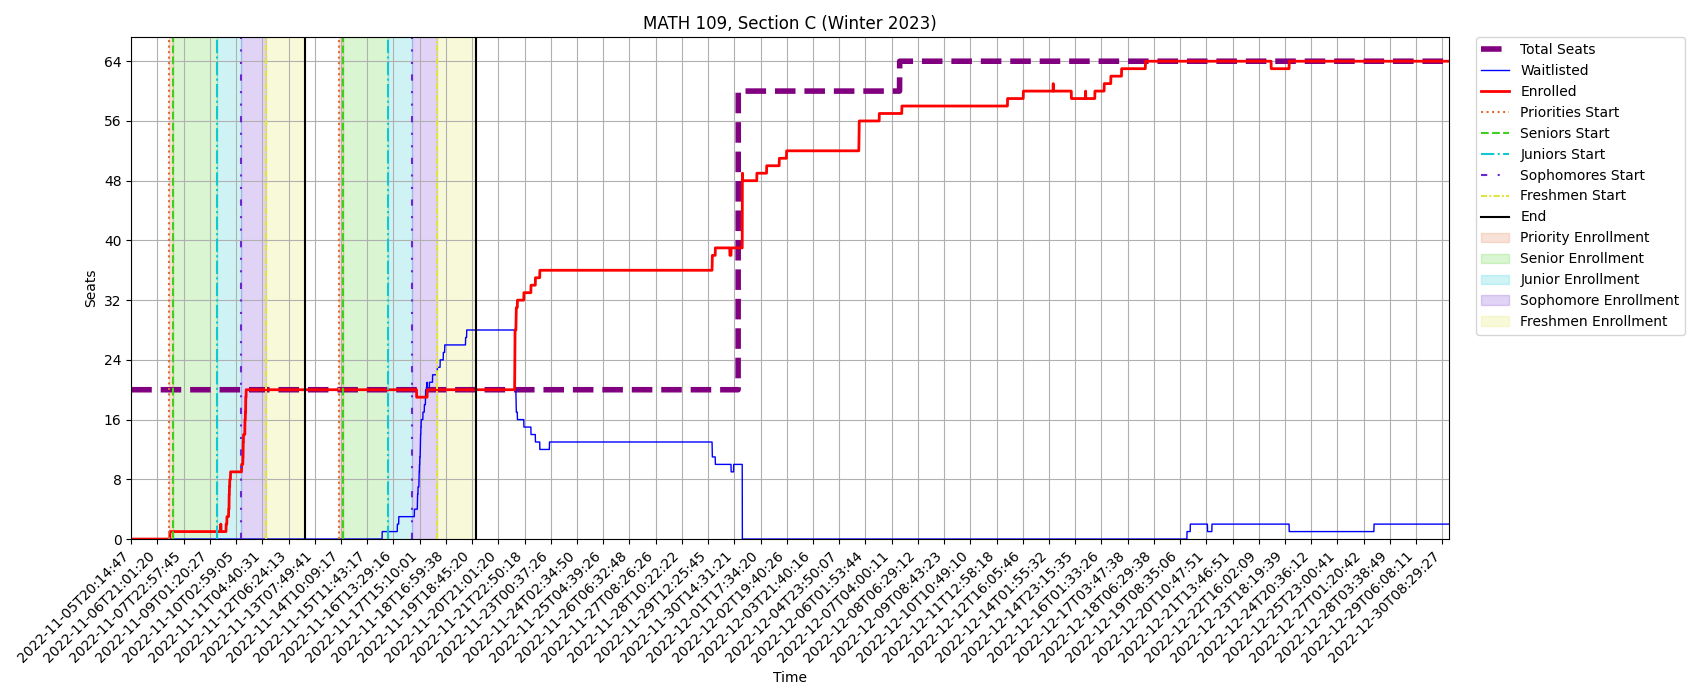 MATH 109, Section C (Winter 2023)
Seats
64
56
48
40
32
24
16
8
0
2022-11-05T20:14:47
2022-11-06T21:01:20
2022-11-07T22:57:45
2022-11-09T01:20:27
2022-11-10T02:59:05
2022-11-11T04:40:31
2022-11-12T06:24:13
2022-11-13T07:49:41
2022-11-14T10:09:17
2022-11-15T11:43:17
2022-11-16T13:29:16
2022-11-17T15:10:01
2022-11-18T16:59:38
2022-11-19T18:45:20
2022-11-20T21:01:20
2022-11-21T22:50:18
2022-11-23T00:37:26
2022-11-24T02:34:50
2022-11-25T04:39:26
2022-11-26T06:32:48
2022-11-27T08:26:26
2022-11-28T10:22:22
2022-11-29T12:25:45
2022-11-30T14:31:21
2022-12-01T17:34:20
2022-12-02T19:40:26
2022-12-03T21:40:16
2022-12-04T23:50:07
2022-12-06T01:53:44
2022-12-07T04:00:11
2022-12-08T06:29:12
2022-12-09T08:43:23
2022-12-10T10:49:10
2022-12-11T12:58:18
2022-12-12T16:05:46
2022-12-14T01:55:32
2022-12-14T23:15:35
2022-12-16T01:33:26
2022-12-17T03:47:38
2022-12-18T06:29:38
2022-12-19T08:35:06
2022-12-20T10:47:51
2022-12-21T13:46:51
2022-12-22T16:02:09
2022-12-23T18:19:39
2022-12-24T20:36:12
2022-12-25T23:00:41
2022-12-27T01:20:42
2022-12-28T03:38:49
2022-12-29T06:08:11
2022-12-30T08:29:27
Time
Total Seats
Waitlisted
Enrolled
Priorities Start
Seniors Start
Juniors Start
Sophomores Start
Freshmen Start
End
Priority Enrollment
Senior Enrollment
Junior Enrollment
Sophomore Enrollment
Freshmen Enrollment